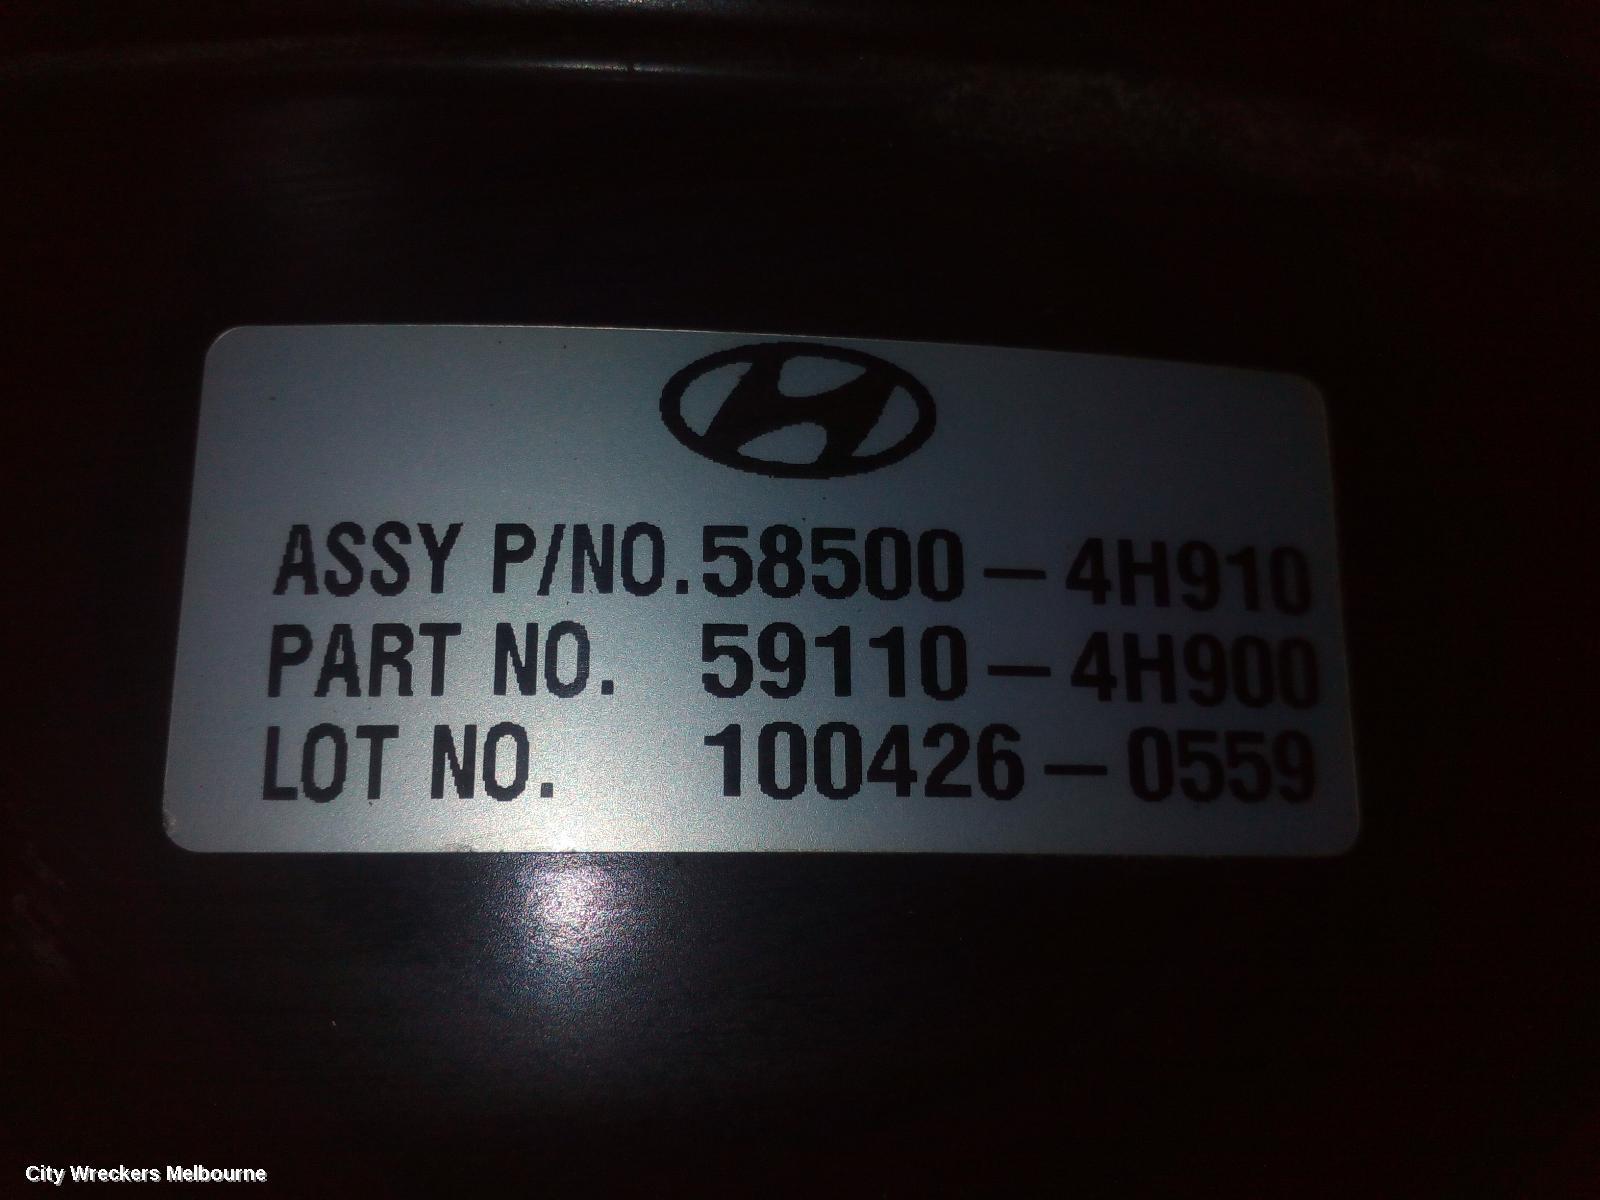 ASSY P/NO. 58500-4H910
PART NO. 59110-4H900
LOT NO. 100426-0559
City Wreckers Melbourne